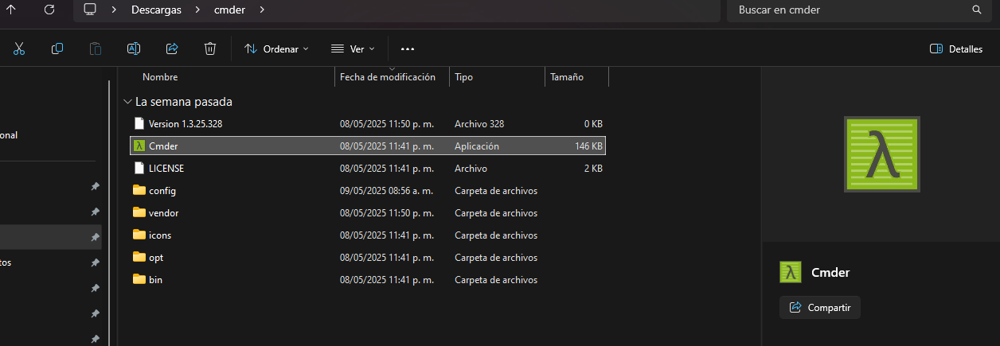 Descargas cmder Buscar en cmder
Ordenar Ver Detalles
Nombre Fecha de modificación Tipo Tamaño
La semana pasada
Version 1.3.25.328 08/05/2025 11:50 p. m. Archivo 328 0 KB
onal
Cmder 08/05/2025 11:41 p. m. Aplicación 146 KB
LICENSE 08/05/2025 11:41 p. m. Archivo 2 KB
config 09/05/2025 08:56 a. m. Carpeta de archivos
vendor 08/05/2025 11:50 p. m. Carpeta de archivos
icons 08/05/2025 11:41 p. m. Carpeta de archivos
opt 08/05/2025 11:41 p. m. Carpeta de archivos
tos
bin 08/05/2025 11:41 p. m. Carpeta de archivos
λ
Cmder
Compartir